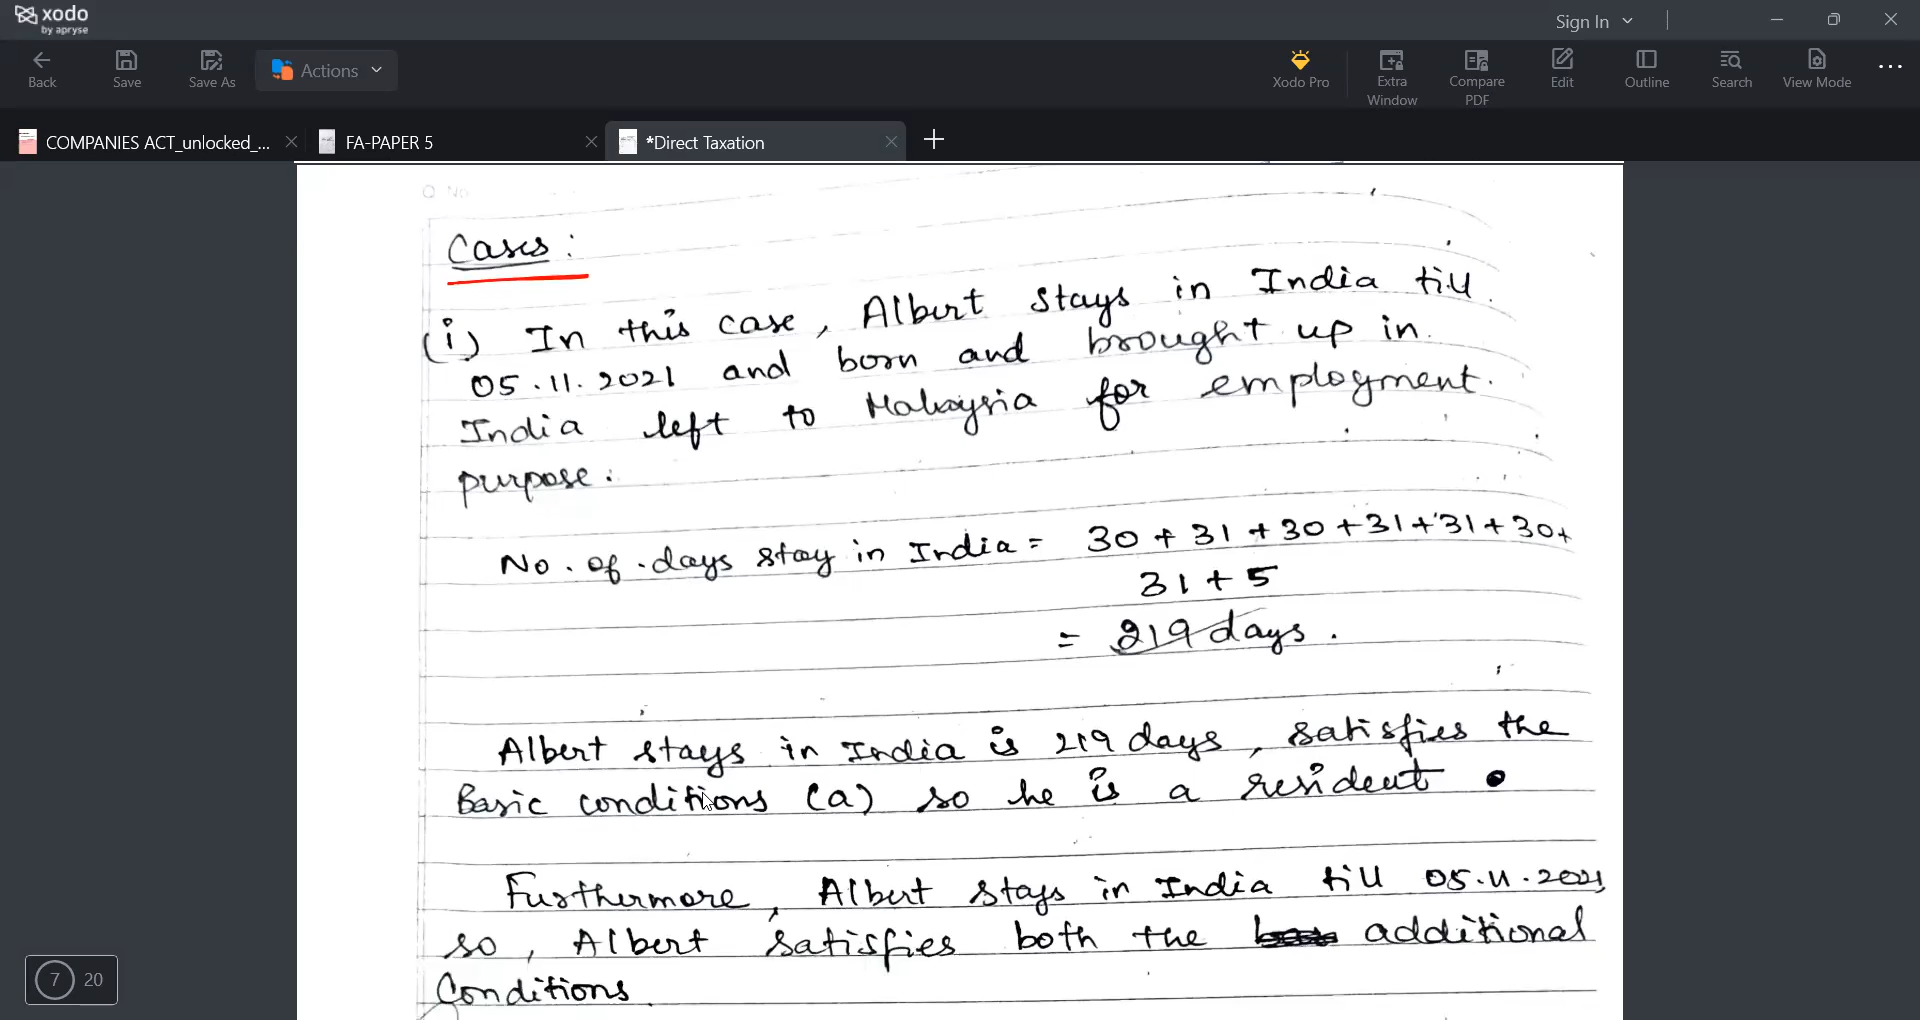 xodo
by apryse
Sign In
Back
Save
Save As
Actions
Xodo Pro
Extra
Window
Compare
PDF
Edit
Outline
Search
View Mode
COMPANIES ACT_unlocked_...
FA-PAPER 5
*Direct Taxation
Q No
Cases :
(i) In this case, Albert stays in India till
05.11.2021 and born and brought up in
India left to Malaysia for employment.
purpose.
No. of days stay in India = 30 + 31 + 30 + 31 + 31 + 30 +
31 + 5
= 219 days.
Albert stays in India is 219 days, satisfies the
Basic conditions (a) so he is a resident.
Furthermore, Albert stays in India till 05.11.2021,
so, Albert satisfies both the additional
Conditions.
7 20